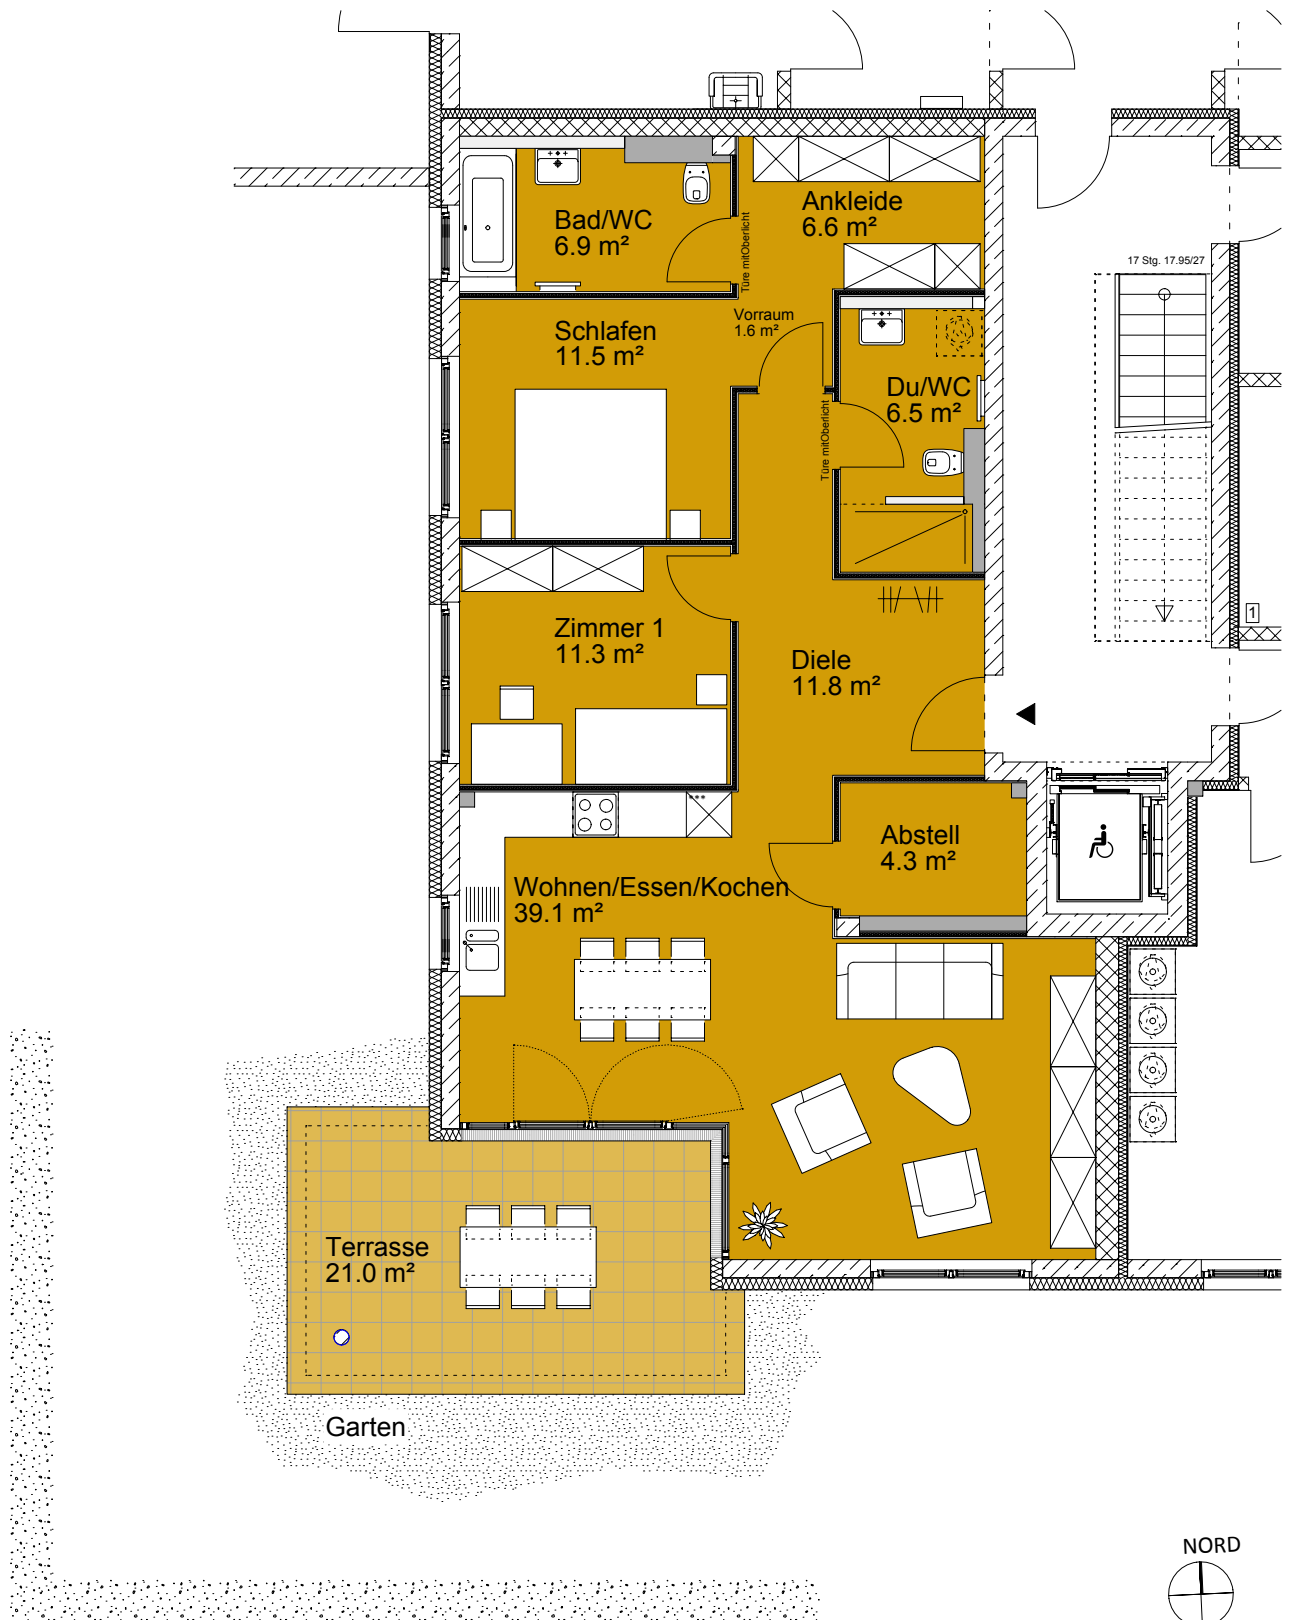 Bad/WC
6.9 m²
Türe mitOberlicht
Ankleide
6.6 m²
17 Stg. 17.95/27
Vorraum
1.6 m²
Schlafen
11.5 m²
Du/WC
6.5 m²
Türe mitOberlicht
1
Zimmer 1
11.3 m²
Diele
11.8 m²
Abstell
4.3 m²
Wohnen/Essen/Kochen
39.1 m²
Terrasse
21.0 m²
Garten
NORD